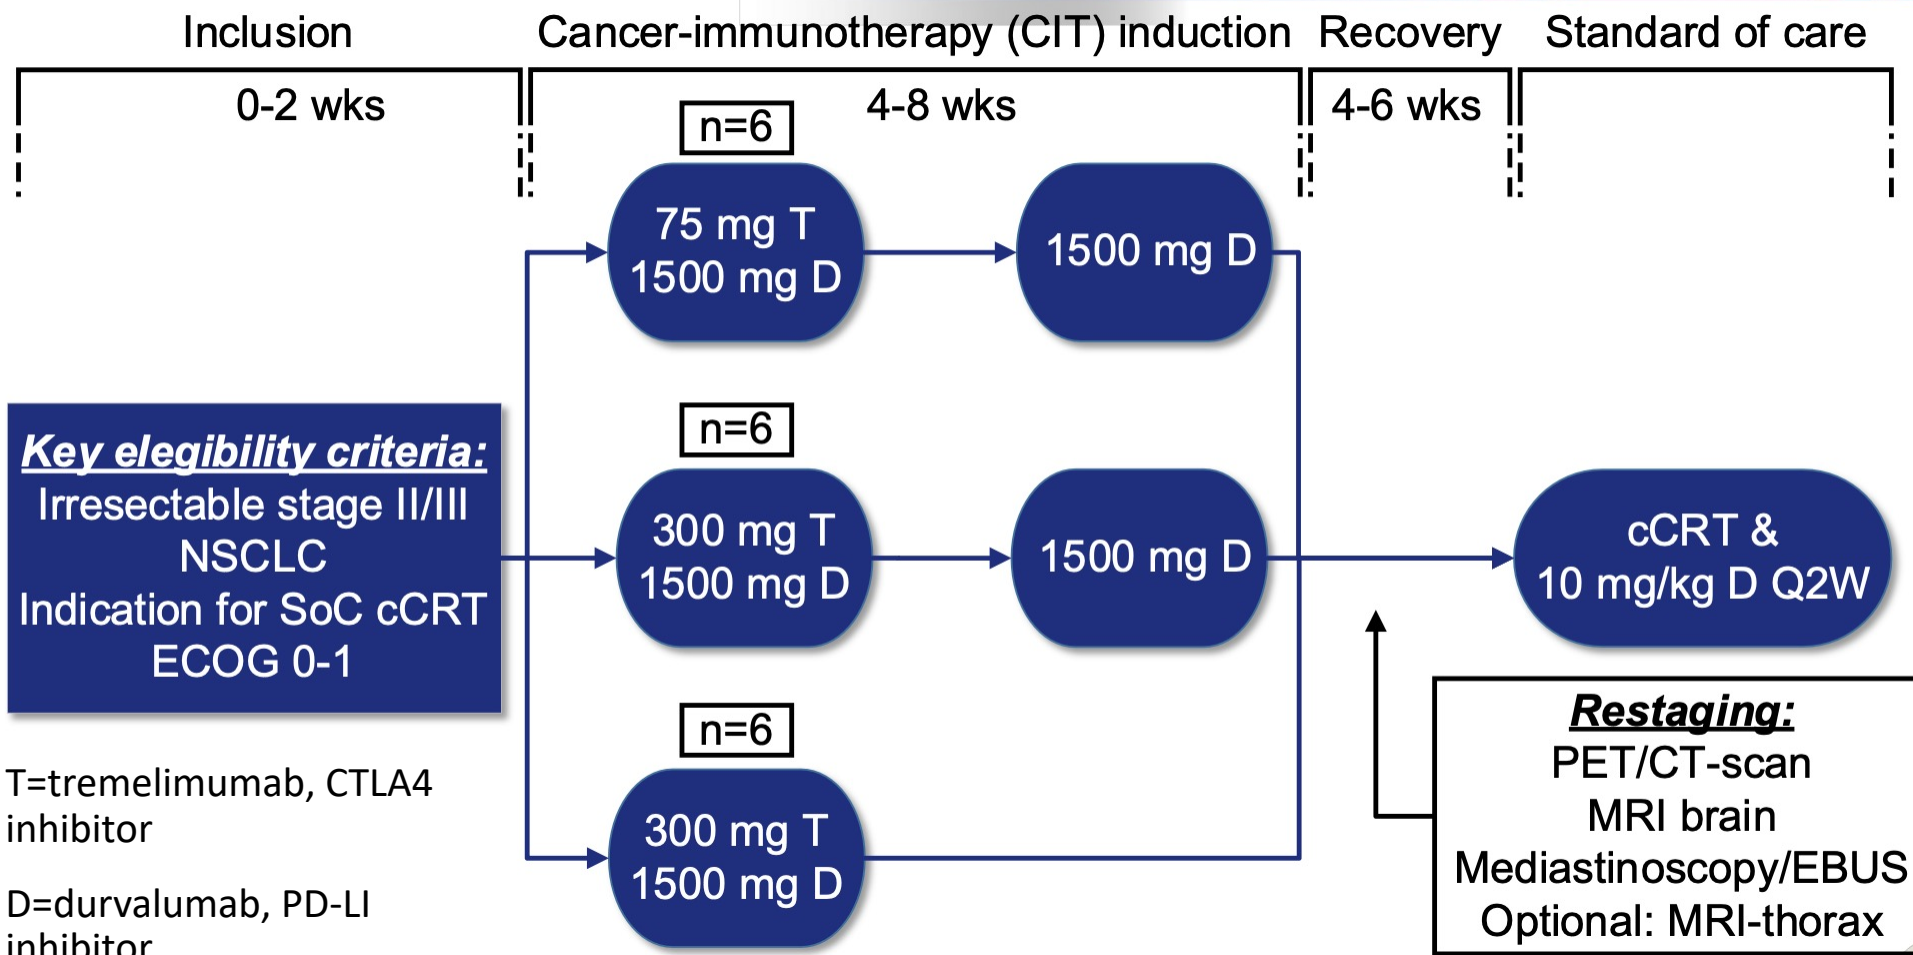 Inclusion
Cancer-immunotherapy (CIT) induction
Recovery
Standard of care
0-2 wks
4-8 wks
4-6 wks
n=6
75 mg T
1500 mg D
1500 mg D
n=6
300 mg T
1500 mg D
1500 mg D
n=6
300 mg T
1500 mg D
Key elegibility criteria:
Irresectable stage II/III
NSCLC
Indication for SoC cCRT
ECOG 0-1
cCRT &
10 mg/kg D Q2W
Restaging:
PET/CT-scan
MRI brain
Mediastinoscopy/EBUS
Optional: MRI-thorax
T=tremelimumab, CTLA4
inhibitor
D=durvalumab, PD-LI
inhibitor